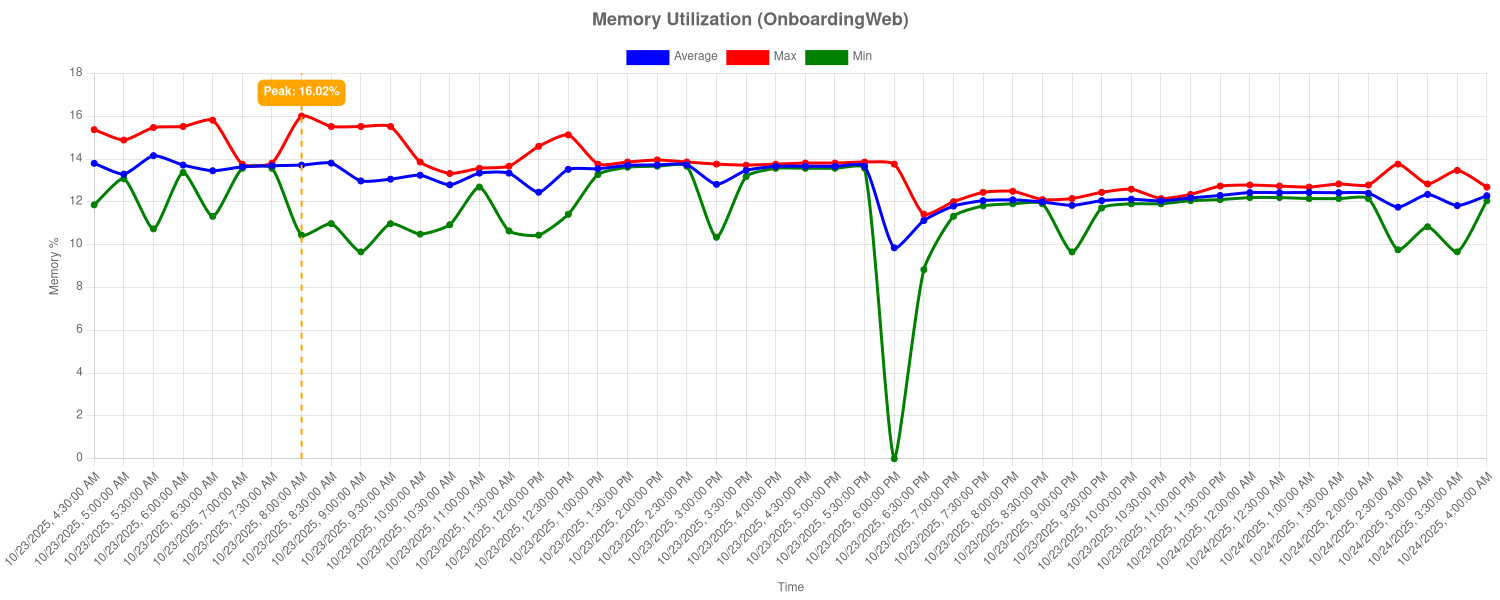 Memory Utilization (OnboardingWeb)
Average Max Min
Peak: 16.02%
18
16
14
12
10
8
6
4
2
0
Memory %
10/23/2025, 4:30:00 AM
10/23/2025, 5:00:00 AM
10/23/2025, 5:30:00 AM
10/23/2025, 6:00:00 AM
10/23/2025, 6:30:00 AM
10/23/2025, 7:00:00 AM
10/23/2025, 7:30:00 AM
10/23/2025, 8:00:00 AM
10/23/2025, 8:30:00 AM
10/23/2025, 9:00:00 AM
10/23/2025, 9:30:00 AM
10/23/2025, 10:00:00 AM
10/23/2025, 10:30:00 AM
10/23/2025, 11:00:00 AM
10/23/2025, 11:30:00 AM
10/23/2025, 12:00:00 PM
10/23/2025, 12:30:00 PM
10/23/2025, 1:00:00 PM
10/23/2025, 1:30:00 PM
10/23/2025, 2:00:00 PM
10/23/2025, 2:30:00 PM
10/23/2025, 3:00:00 PM
10/23/2025, 3:30:00 PM
10/23/2025, 4:00:00 PM
10/23/2025, 4:30:00 PM
10/23/2025, 5:00:00 PM
10/23/2025, 5:30:00 PM
10/23/2025, 6:00:00 PM
10/23/2025, 6:30:00 PM
10/23/2025, 7:00:00 PM
10/23/2025, 7:30:00 PM
10/23/2025, 8:00:00 PM
10/23/2025, 8:30:00 PM
10/23/2025, 9:00:00 PM
10/23/2025, 9:30:00 PM
10/23/2025, 10:00:00 PM
10/23/2025, 10:30:00 PM
10/23/2025, 11:00:00 PM
10/23/2025, 11:30:00 PM
10/24/2025, 12:00:00 AM
10/24/2025, 12:30:00 AM
10/24/2025, 1:00:00 AM
10/24/2025, 1:30:00 AM
10/24/2025, 2:00:00 AM
10/24/2025, 2:30:00 AM
10/24/2025, 3:00:00 AM
10/24/2025, 3:30:00 AM
10/24/2025, 4:00:00 AM
Time